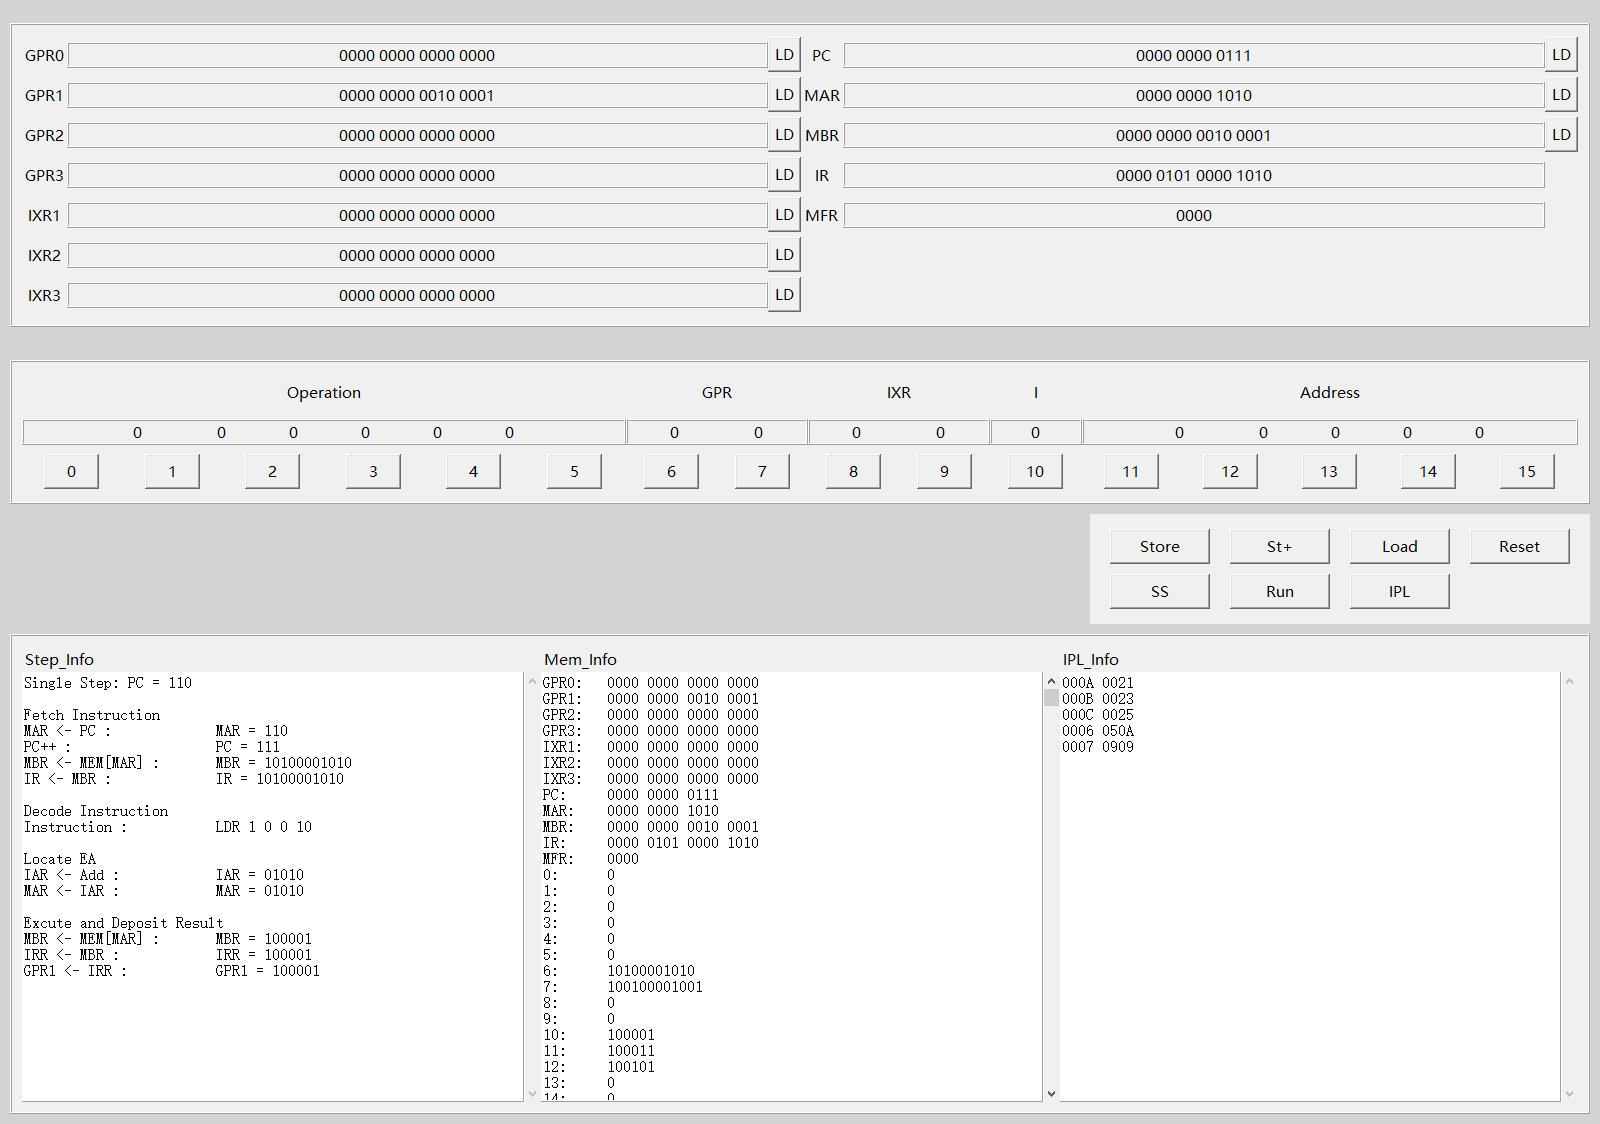 GPR0 0000 0000 0000 0000 LD PC 0000 0000 0111 LD
GPR1 0000 0000 0010 0001 LD MAR 0000 0000 1010 LD
GPR2 0000 0000 0000 0000 LD MBR 0000 0000 0010 0001 LD
GPR3 0000 0000 0000 0000 LD IR 0000 0101 0000 1010
IXR1 0000 0000 0000 0000 LD MFR 0000
IXR2 0000 0000 0000 0000 LD
IXR3 0000 0000 0000 0000 LD
Operation GPR IXR I Address
0 0 0 0 0 0 0 0 0 0 0 0 0 0 0 0
0 1 2 3 4 5 6 7 8 9 10 11 12 13 14 15
Store St+ Load Reset
SS Run IPL
Step_Info
Single Step: PC = 110
Fetch Instruction
MAR <- PC : MAR = 110
PC++ : PC = 111
MBR <- MEM[MAR] : MBR = 10100001010
IR <- MBR : IR = 10100001010
Decode Instruction
Instruction : LDR 1 0 0 10
Locate EA
IAR <- Add : IAR = 01010
MAR <- IAR : MAR = 01010
Excute and Deposit Result
MBR <- MEM[MAR] : MBR = 100001
IRR <- MBR : IRR = 100001
GPR1 <- IRR : GPR1 = 100001
Mem_Info
GPR0: 0000 0000 0000 0000
GPR1: 0000 0000 0010 0001
GPR2: 0000 0000 0000 0000
GPR3: 0000 0000 0000 0000
IXR1: 0000 0000 0000 0000
IXR2: 0000 0000 0000 0000
IXR3: 0000 0000 0000 0000
PC: 0000 0000 0111
MAR: 0000 0000 1010
MBR: 0000 0000 0010 0001
IR: 0000 0101 0000 1010
MFR: 0000
0: 0
1: 0
2: 0
3: 0
4: 0
5: 0
6: 10100001010
7: 100100001001
8: 0
9: 0
10: 100001
11: 100011
12: 100101
13: 0
14: 0
IPL_Info
000A 0021
000B 0023
000C 0025
0006 050A
0007 0909